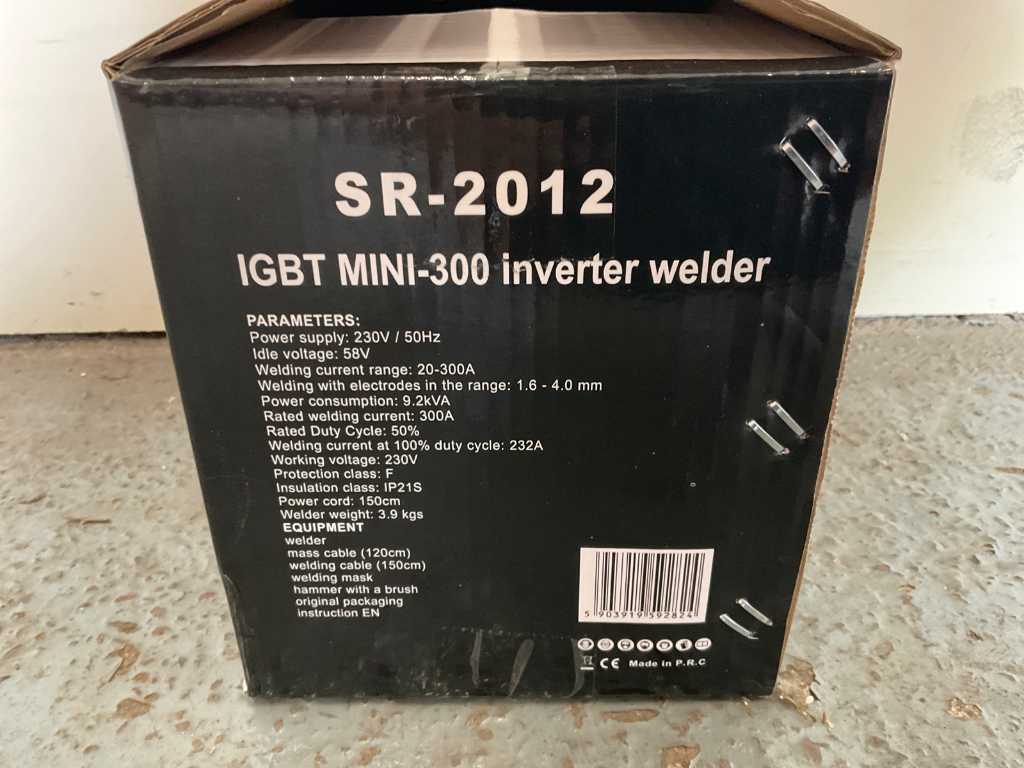 SR-2012
IGBT MINI-300 inverter welder
PARAMETERS:
Power supply: 230V / 50Hz
Idle voltage: 58V
Welding current range: 20-300A
Welding with electrodes in the range: 1.6 - 4.0 mm
Power consumption: 9.2kVA
Rated welding current: 300A
Rated Duty Cycle: 50%
Welding current at 100% duty cycle: 232A
Working voltage: 230V
Protection class: F
Insulation class: IP21S
Power cord: 150cm
Welder weight: 3.9 kgs
EQUIPMENT
welder
mass cable (120cm)
welding cable (150cm)
welding mask
hammer with a brush
original packaging
instruction EN
5 903919 592824
CE Made in P.R.C